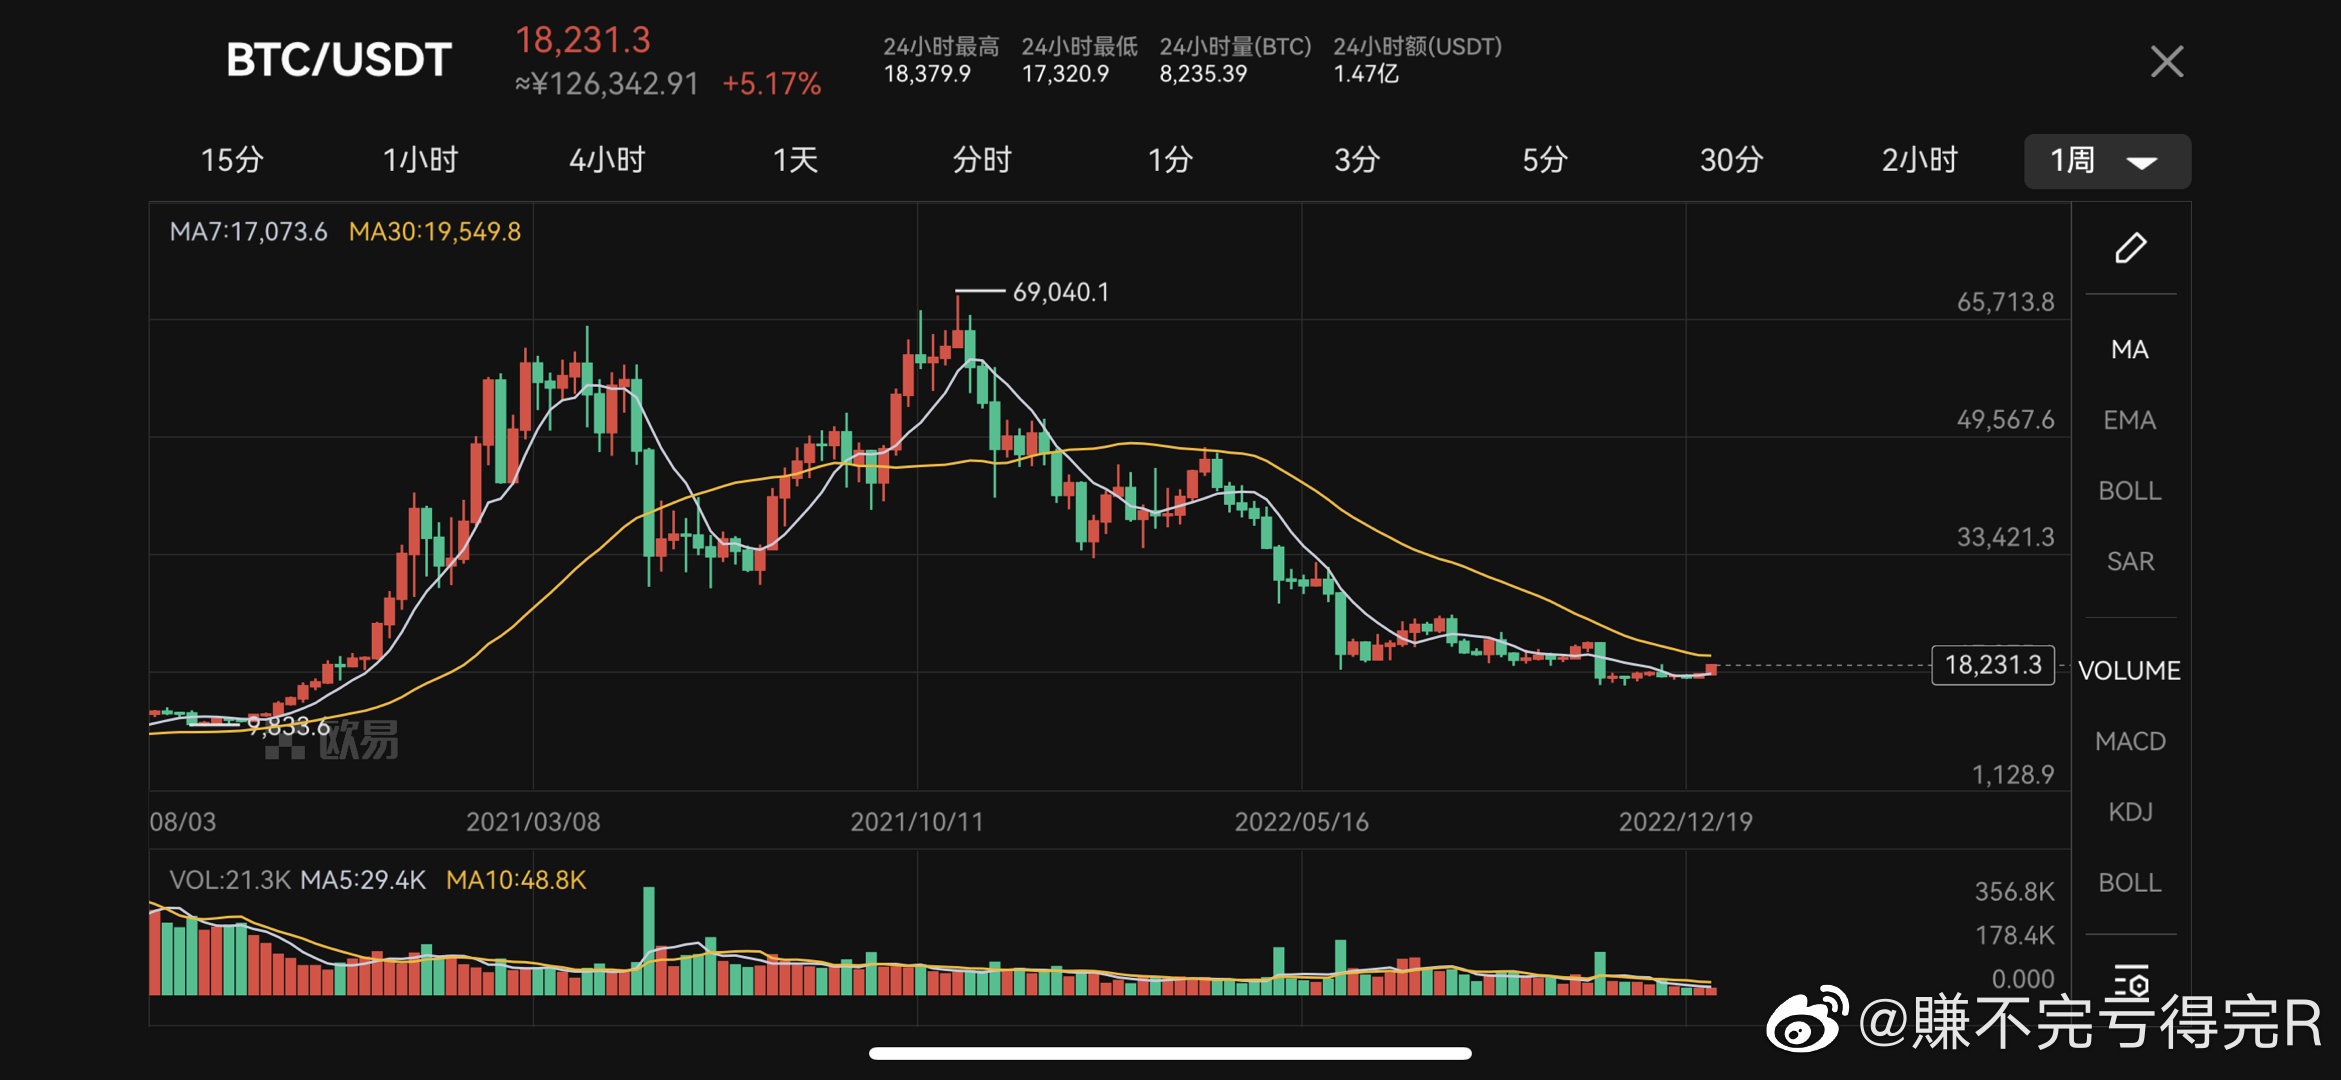 BTC/USDT
18,231.3
≈¥126,342.91 +5.17%
24小时最高 24小时最低 24小时量(BTC) 24小时额(USDT)
18,379.9 17,320.9 8,235.39 1.47亿
15分 1小时 4小时 1天 分时 1分 3分 5分 30分 2小时 1周
MA7:17,073.6 MA30:19,549.8
69,040.1
65,713.8
MA
49,567.6
EMA
BOLL
33,421.3
SAR
18,231.3
VOLUME
9,833.6
欧易
MACD
1,128.9
KDJ
08/03 2021/03/08 2021/10/11 2022/05/16 2022/12/19
VOL:21.3K MA5:29.4K MA10:48.8K
356.8K
BOLL
178.4K
0.000
@賺不完亏得完R